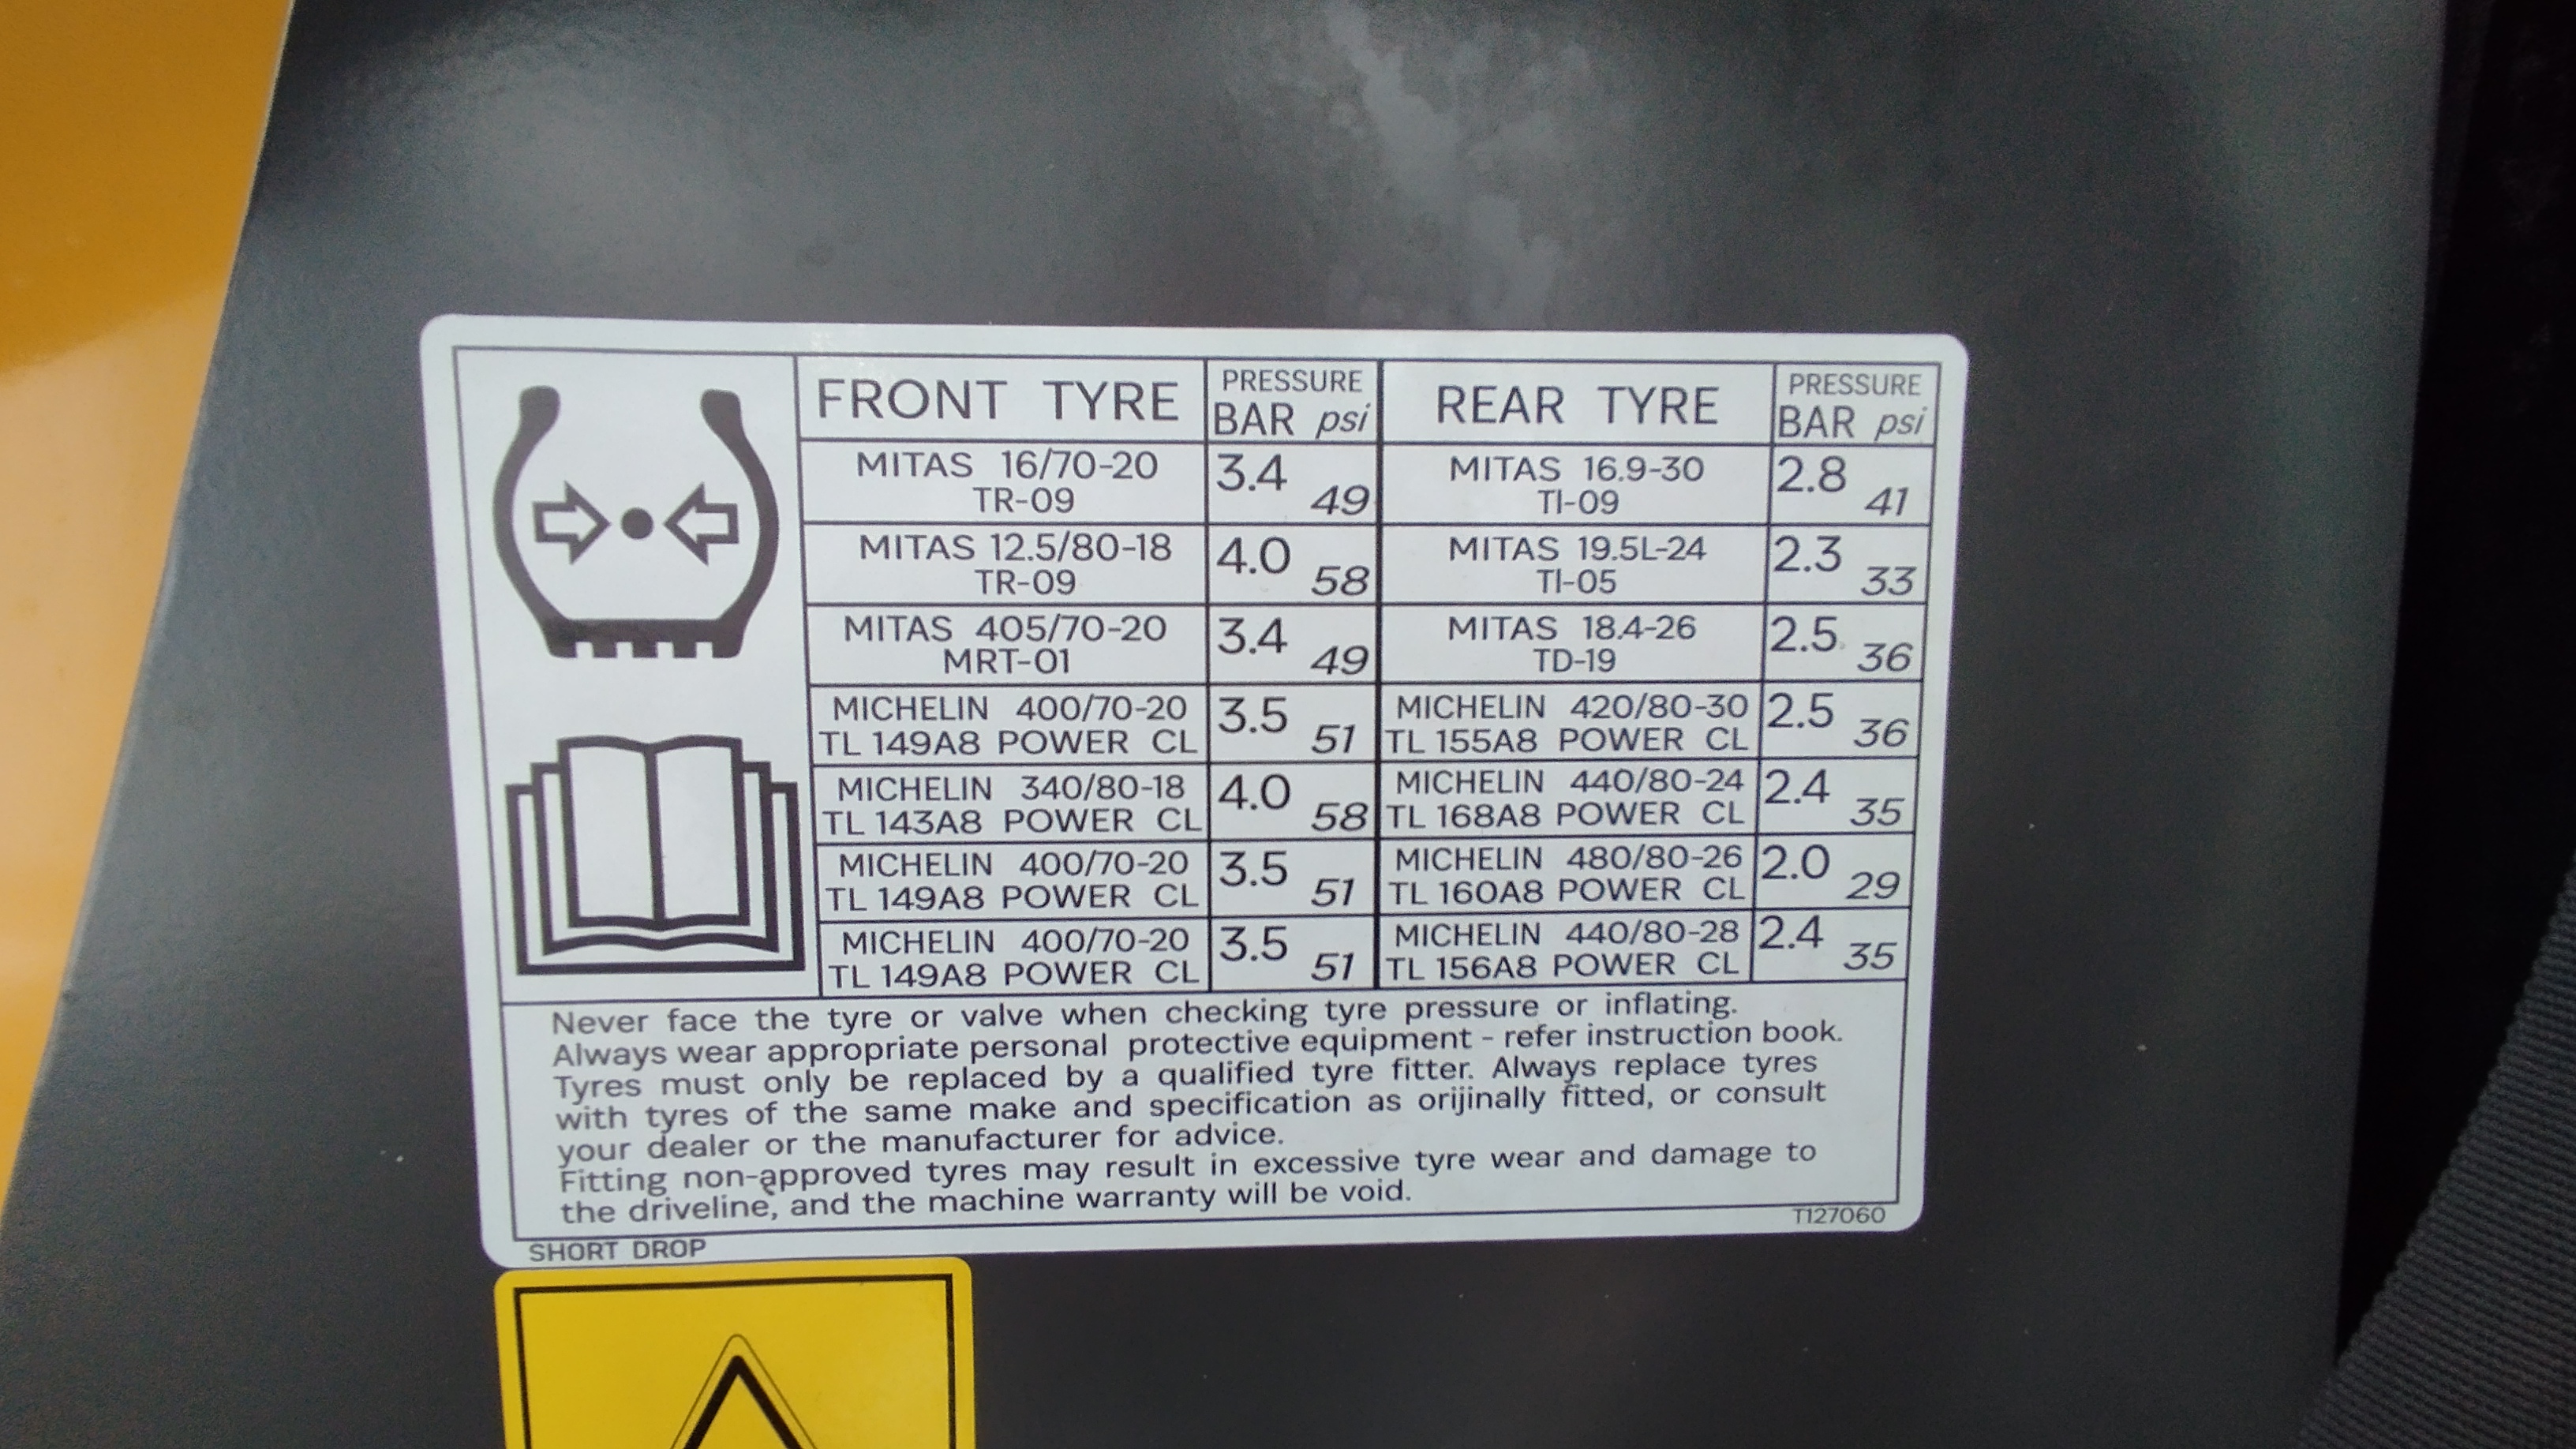 FRONT TYRE PRESSURE BAR psi REAR TYRE PRESSURE BAR psi
MITAS 16/70-20 TR-09 3.4 49 MITAS 16.9-30 TI-09 2.8 41
MITAS 12.5/80-18 TR-09 4.0 58 MITAS 19.5L-24 TI-05 2.3 33
MITAS 405/70-20 MRT-01 3.4 49 MITAS 18.4-26 TD-19 2.5 36
MICHELIN 400/70-20 TL 149A8 POWER CL 3.5 51 MICHELIN 420/80-30 TL 155A8 POWER CL 2.5 36
MICHELIN 340/80-18 TL 143A8 POWER CL 4.0 58 MICHELIN 440/80-24 TL 168A8 POWER CL 2.4 35
MICHELIN 400/70-20 TL 149A8 POWER CL 3.5 51 MICHELIN 480/80-26 TL 160A8 POWER CL 2.0 29
MICHELIN 400/70-20 TL 149A8 POWER CL 3.5 51 MICHELIN 440/80-28 TL 156A8 POWER CL 2.4 35
Never face the tyre or valve when checking tyre pressure or inflating.
Always wear appropriate personal protective equipment - refer instruction book.
Tyres must only be replaced by a qualified tyre fitter. Always replace tyres
with tyres of the same make and specification as orijinally fitted, or consult
your dealer or the manufacturer for advice.
Fitting non-approved tyres may result in excessive tyre wear and damage to
the driveline, and the machine warranty will be void.
T127060
SHORT DROP